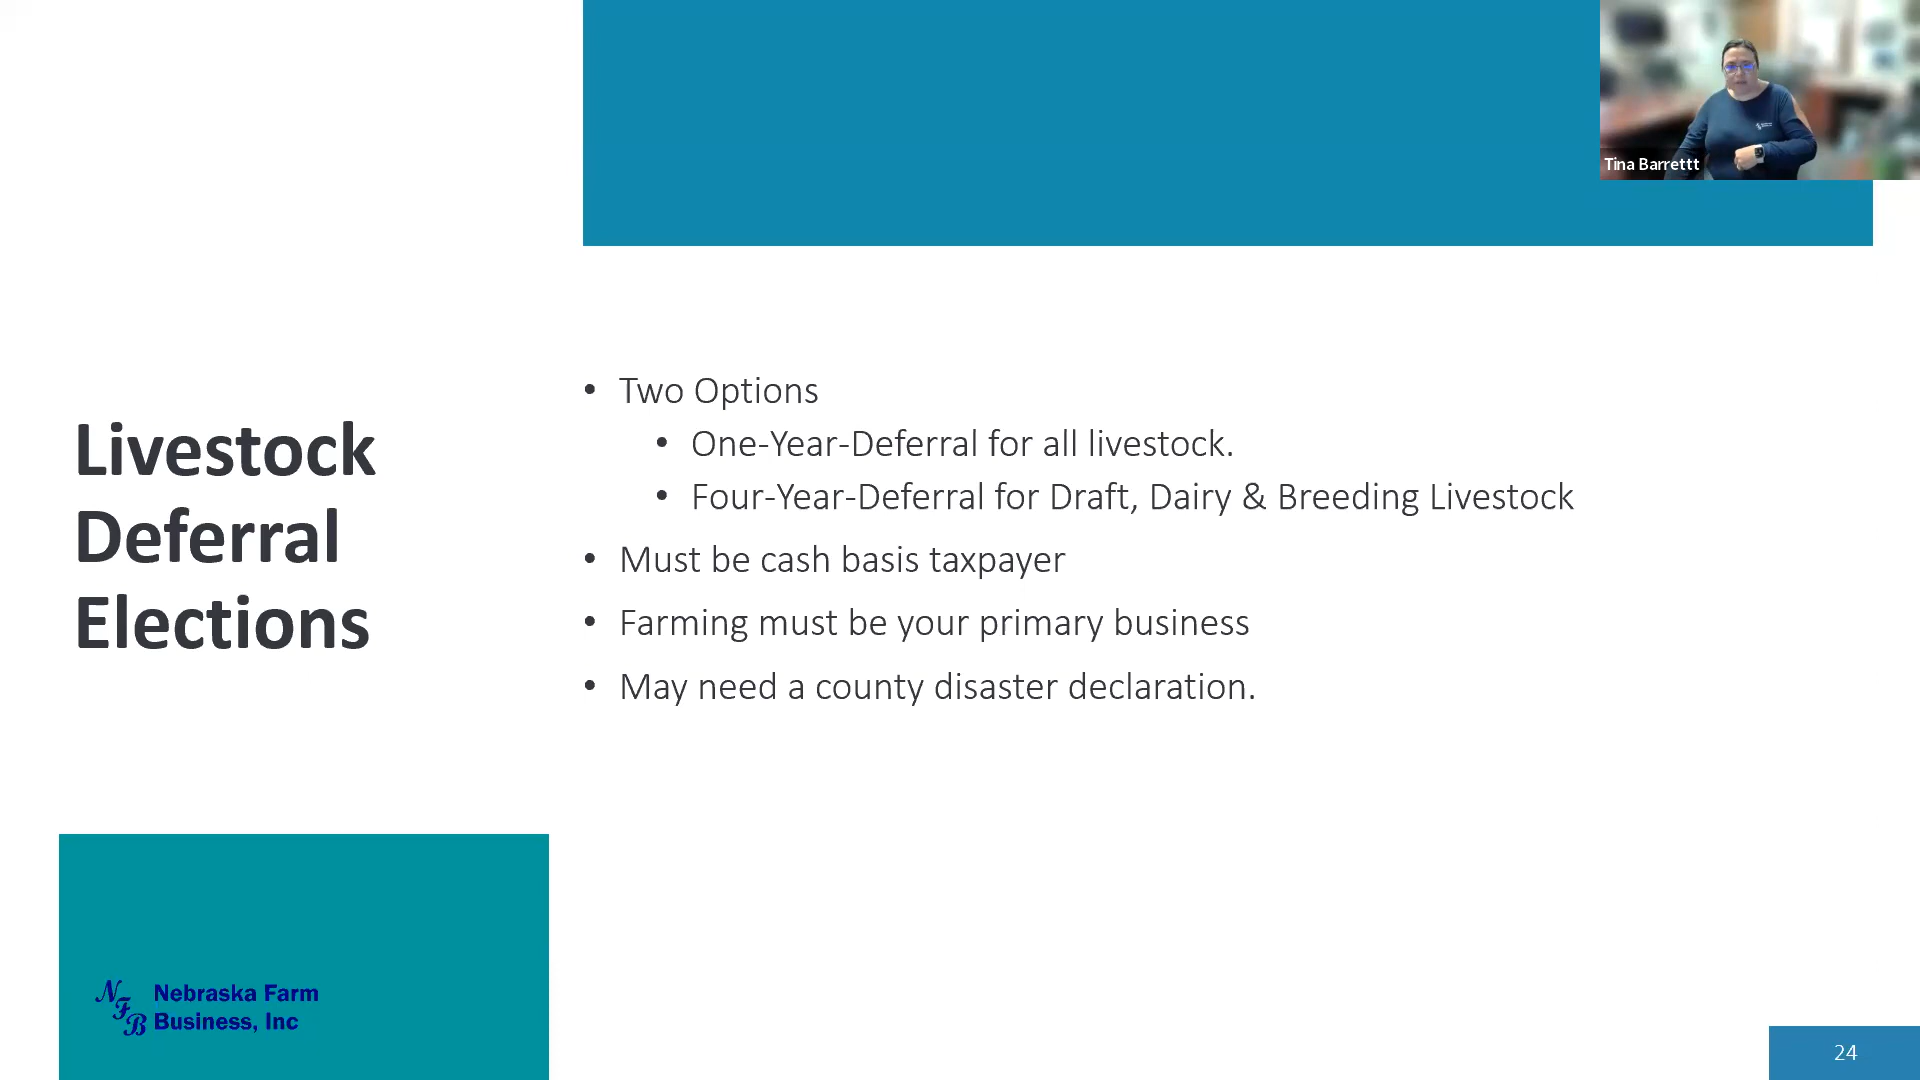 Tina Barrettt
Livestock
Deferral
Elections
• Two Options
• One-Year-Deferral for all livestock.
• Four-Year-Deferral for Draft, Dairy & Breeding Livestock
• Must be cash basis taxpayer
• Farming must be your primary business
• May need a county disaster declaration.
NFB
Nebraska Farm
Business, Inc
24